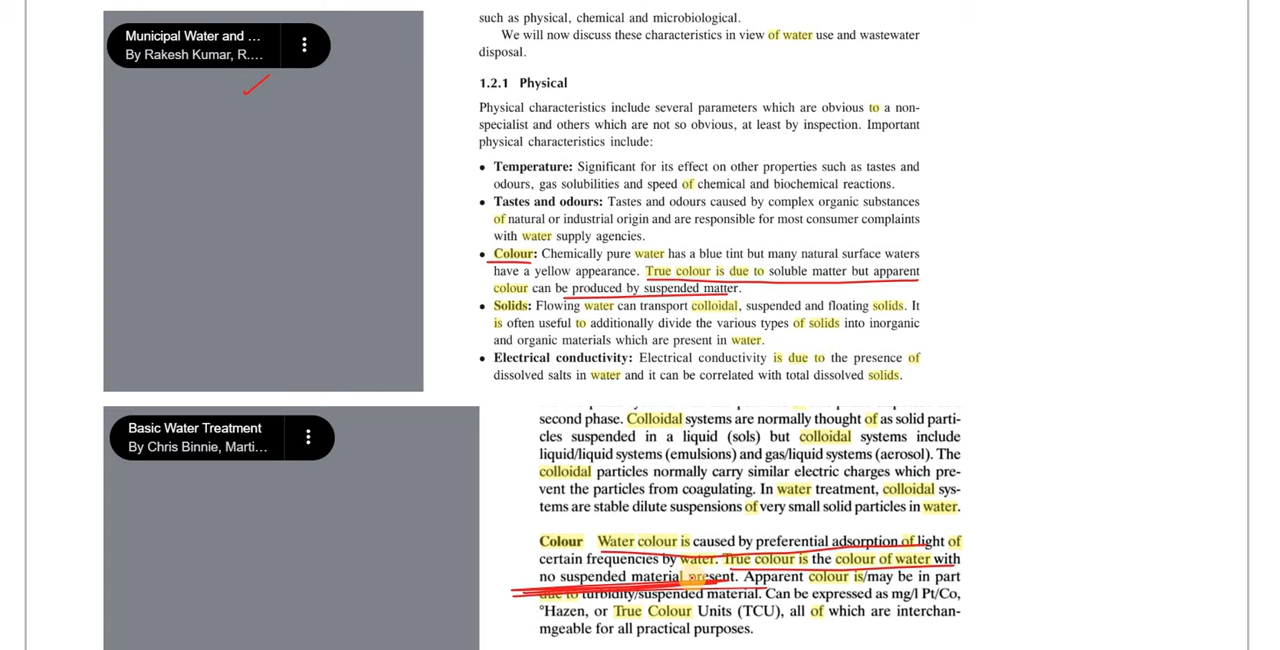 Municipal Water and ...
By Rakesh Kumar, R....
such as physical, chemical and microbiological.
We will now discuss these characteristics in view of water use and wastewater
disposal.
1.2.1 Physical
Physical characteristics include several parameters which are obvious to a non-
specialist and others which are not so obvious, at least by inspection. Important
physical characteristics include:
• Temperature: Significant for its effect on other properties such as tastes and
odours, gas solubilities and speed of chemical and biochemical reactions.
• Tastes and odours: Tastes and odours caused by complex organic substances
of natural or industrial origin and are responsible for most consumer complaints
with water supply agencies.
• Colour: Chemically pure water has a blue tint but many natural surface waters
have a yellow appearance. True colour is due to soluble matter but apparent
colour can be produced by suspended matter.
• Solids: Flowing water can transport colloidal, suspended and floating solids. It
is often useful to additionally divide the various types of solids into inorganic
and organic materials which are present in water.
• Electrical conductivity: Electrical conductivity is due to the presence of
dissolved salts in water and it can be correlated with total dissolved solids.
Basic Water Treatment
By Chris Binnie, Marti...
second phase. Colloidal systems are normally thought of as solid parti-
cles suspended in a liquid (sols) but colloidal systems include
liquid/liquid systems (emulsions) and gas/liquid systems (aerosol). The
colloidal particles normally carry similar electric charges which pre-
vent the particles from coagulating. In water treatment, colloidal sys-
tems are stable dilute suspensions of very small solid particles in water.
Colour Water colour is caused by preferential adsorption of light of
certain frequencies by water. True colour is the colour of water with
no suspended material present. Apparent colour is/may be in part
due to turbidity/suspended material. Can be expressed as mg/l Pt/Co,
°Hazen, or True Colour Units (TCU), all of which are interchan-
mgeable for all practical purposes.